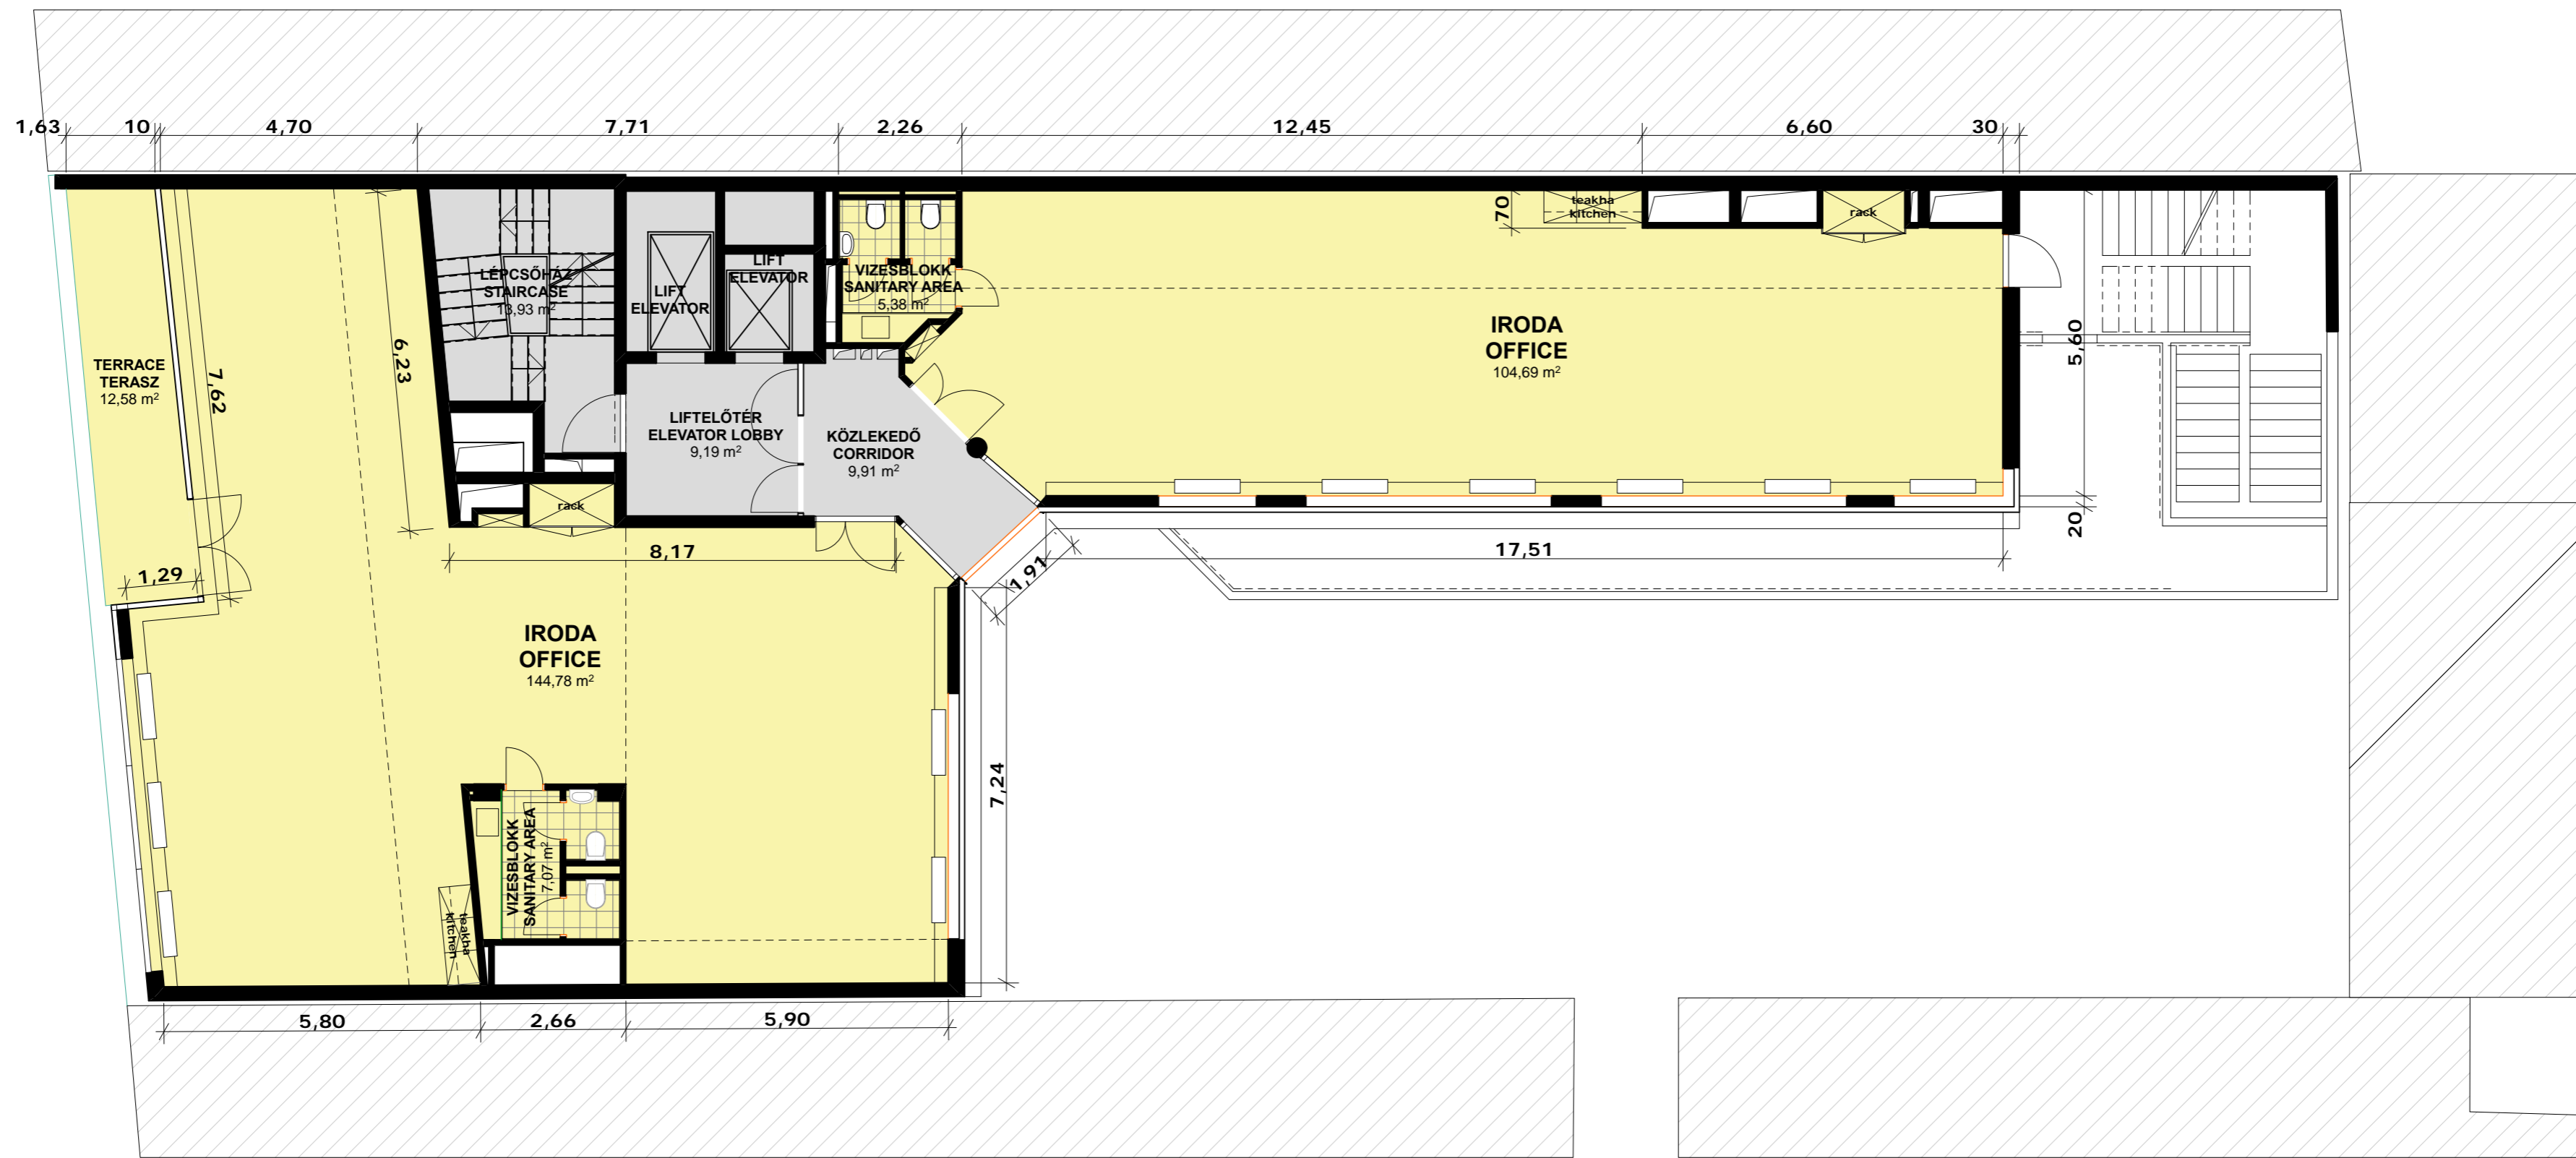 1,63
10
4,70
7,71
2,26
12,45
6,60
30
70
teakha
kitchen
rack
LIFT
ELEVATOR
LIFT
ELEVATOR
VIZESBLOKK
SANITARY AREA
5,38 m²
LÉPCSŐHÁZ
STAIRCASE
13,93 m²
IRODA
OFFICE
104,69 m²
5,60
TERRACE
TERASZ
12,58 m²
7,62
6,23
LIFTELŐTÉR
ELEVATOR LOBBY
9,19 m²
KÖZLEKEDŐ
CORRIDOR
9,91 m²
rack
20
8,17
17,51
1,29
1,91
IRODA
OFFICE
144,78 m²
7,24
VIZESBLOKK
SANITARY AREA
7,07 m²
teakha
kitchen
5,80
2,66
5,90